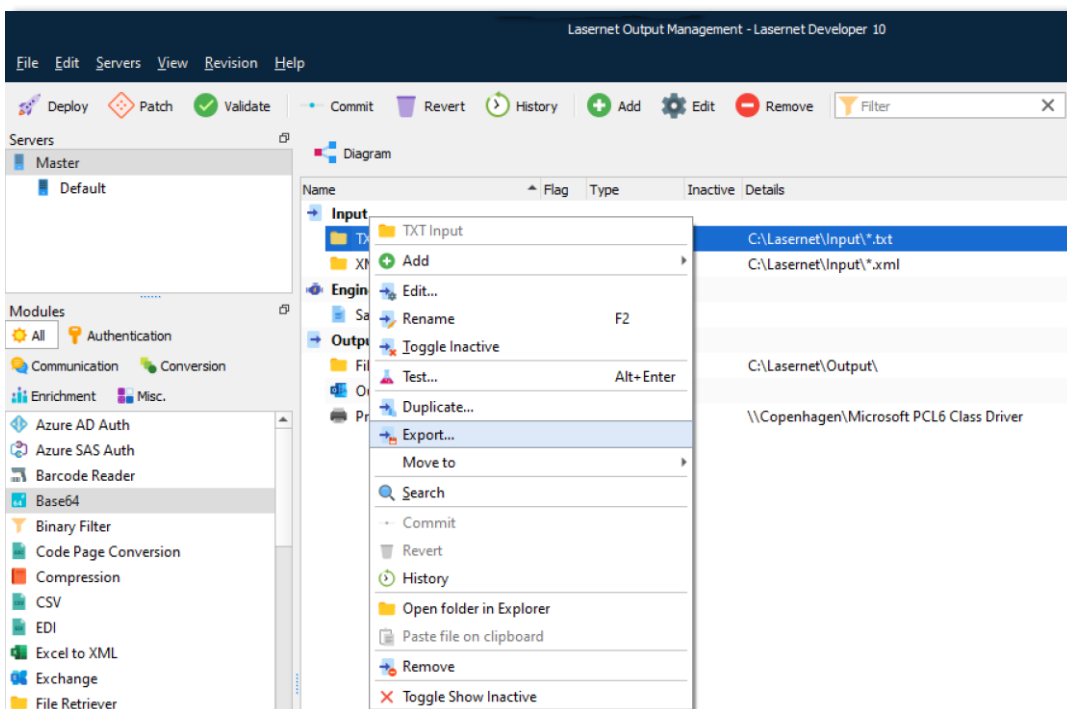 Lasernet Output Management - Lasernet Developer 10
File Edit Servers View Revision Help
Deploy Patch Validate Commit Revert History Add Edit Remove Filter
Servers
Master
Default
Diagram
Name Flag Type Inactive Details
Input
C:\Lasernet\Input\*.txt
C:\Lasernet\Input\*.xml
Engin
Sa
Outpu
Fil C:\Lasernet\Output\
Pr \\Copenhagen\Microsoft PCL6 Class Driver
TXT Input
Add
Edit...
Rename F2
Toggle Inactive
Test... Alt+Enter
Duplicate...
Export...
Move to
Search
Commit
Revert
History
Open folder in Explorer
Paste file on clipboard
Remove
Toggle Show Inactive
Modules
All Authentication
Communication Conversion
Enrichment Misc.
Azure AD Auth
Azure SAS Auth
Barcode Reader
Base64
Binary Filter
Code Page Conversion
Compression
CSV
EDI
Excel to XML
Exchange
File Retriever